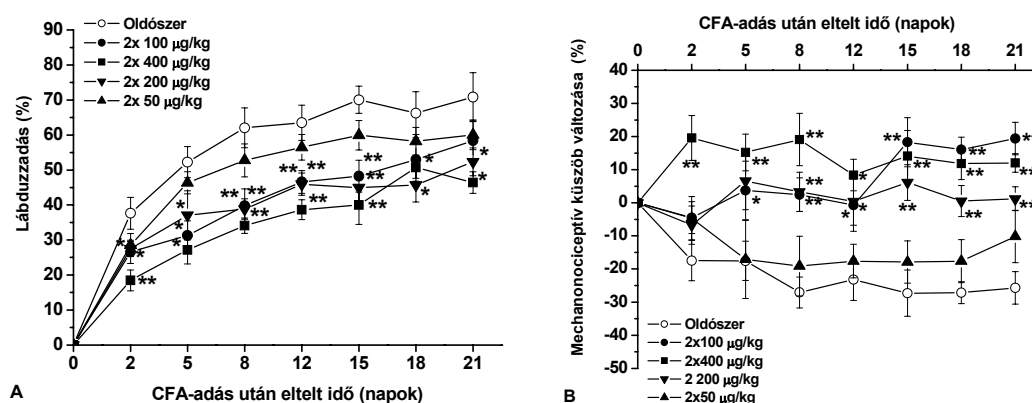 Lábduzzadás (%)
90
80
70
60
50
40
30
20
10
0
Oldószer
2x 100 µg/kg
2x 400 µg/kg
2x 200 µg/kg
2x 50 µg/kg
* * * ** * * * ** ** ** ** ** ** ** ** ** * * * *
0 2 5 8 12 15 18 21
CFA-adás után eltelt idő (napok)
A
CFA-adás után eltelt idő (napok)
0 2 5 8 12 15 18 21
Mechanonociceptív küszöb változása (%)
40
30
20
10
0
-10
-20
-30
-40
-50
** ** * ** ** ** * * * ** ** ** ** ** ** ** ** **
Oldószer
2x100 µg/kg
2x400 µg/kg
2 200 µg/kg
2x50 µg/kg
B